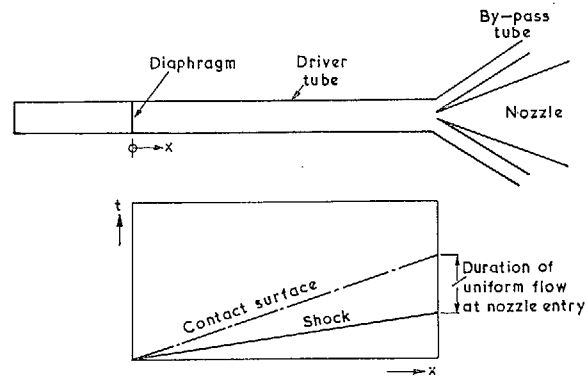 By-pass
tube
Diaphragm
Driver
tube
Nozzle
x
t
Contact surface
Shock
Duration of
uniform flow
at nozzle entry
x